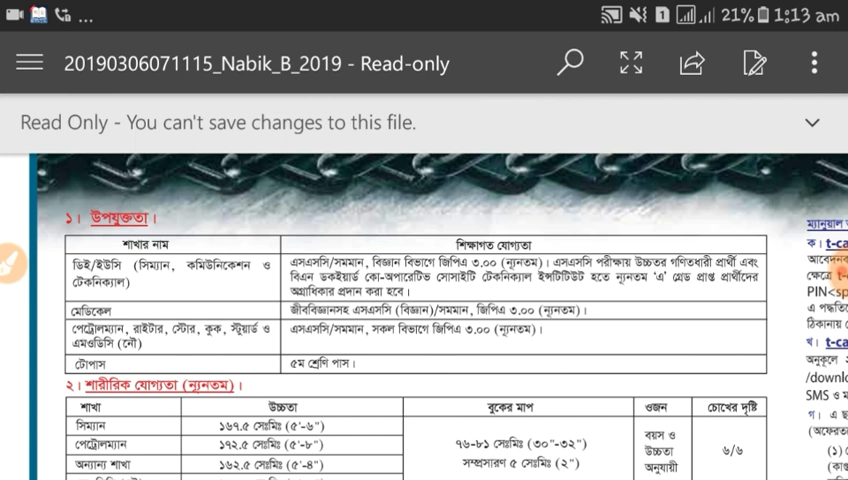 21% 1:13 am
20190306071115_Nabik_B_2019 - Read-only
Read Only - You can't save changes to this file.
১। উপযুক্ততা।
শাখার নাম শিক্ষাগত যোগ্যতা
ডিই/ইউসি (সিম্যান, কমিউনিকেশন ও টেকনিক্যাল)
এসএসসি/সমমান, বিজ্ঞান বিভাগে জিপিএ ৩.০০ (ন্যূনতম)। এসএসসি পরীক্ষায় উচ্চতর গণিতধারী প্রার্থী এবং
বিএন ডকইয়ার্ড কো-অপারেটিভ সোসাইটি টেকনিক্যাল ইন্সটিটিউট হতে ন্যূনতম 'এ' গ্রেড প্রাপ্ত প্রার্থীদের
অগ্রাধিকার প্রদান করা হবে।
মেডিকেল জীববিজ্ঞানসহ এসএসসি (বিজ্ঞান)/সমমান, জিপিএ ৩.০০ (ন্যূনতম)।
পেট্রোলম্যান, রাইটার, স্টোর, কুক, স্টুয়ার্ড ও
এমওডিসি (নৌ)
এসএসসি/সমমান, সকল বিভাগে জিপিএ ৩.০০ (ন্যূনতম)।
টোপাস ৫ম শ্রেণি পাস।
২। শারীরিক যোগ্যতা (ন্যূনতম)।
শাখা উচ্চতা বুকের মাপ ওজন চোখের দৃষ্টি
সিম্যান ১৬৭.৫ সেঃমিঃ (৫'-৬")
পেট্রোলম্যান ১৭২.৫ সেঃমিঃ (৫'-৮")
অন্যান্য শাখা ১৬২.৫ সেঃমিঃ (৫'-৪")
৭৬-৮১ সেঃমিঃ (৩০"-৩২")
সম্প্রসারণ ৫ সেঃমিঃ (২")
বয়স ও
উচ্চতা
অনুযায়ী
৬/৬
ম্যানুয়াল
ক। t-ca
আবেদনক
ক্ষেত্রে t-
PIN<sp
এ পদ্ধতিতে
ঠিকানায়
খ। t-ca
অনুকূলে
/downlo
SMS ও
গ। এ ছ
(অফেরত
(১)